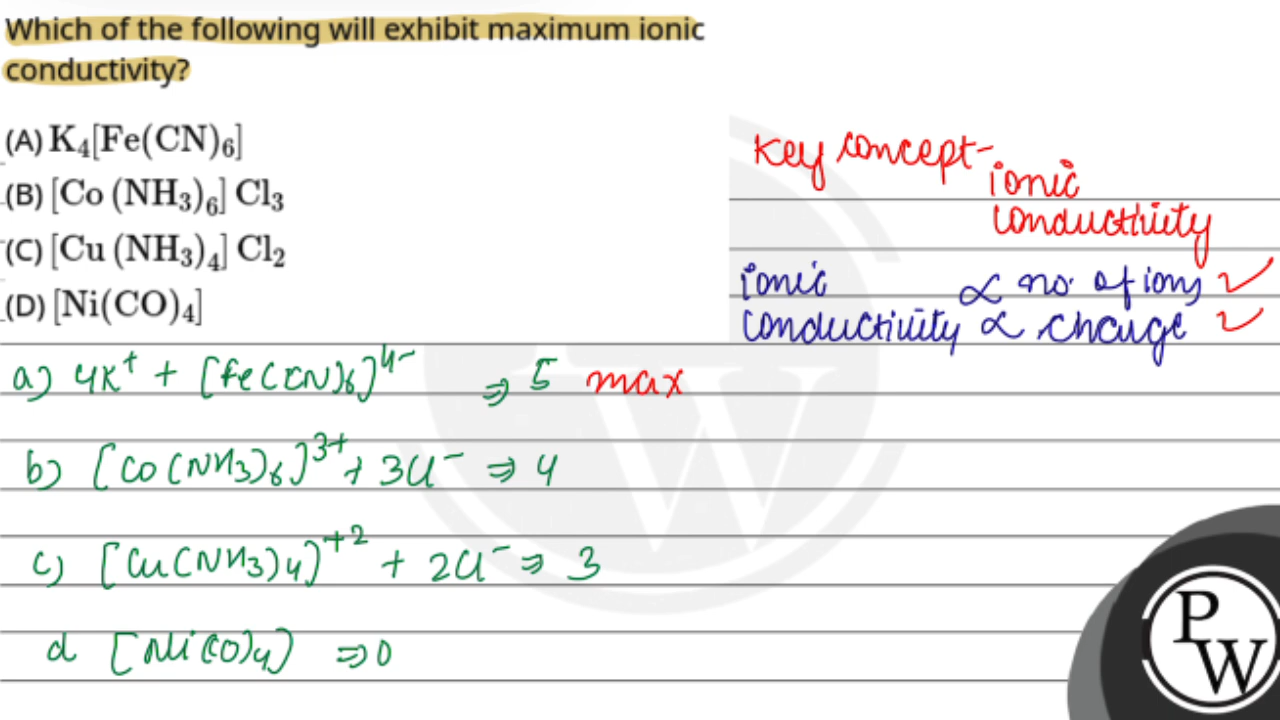 Which of the following will exhibit maximum ionic
conductivity?
(A) K₄[Fe(CN)₆]
(B) [Co (NH₃)₆] Cl₃
(C) [Cu (NH₃)₄] Cl₂
(D) [Ni(CO)₄]
Key concept-
ionic
conductivity
ionic ∝ no. of ions ✓
conductivity ∝ charge ✓
a) 4K⁺ + [Fe(CN)₆]⁴⁻ ⇒ 5 max
b) [Co(NH₃)₆]³⁺ + 3Cl⁻ ⇒ 4
c) [Cu(NH₃)₄]⁺² + 2Cl⁻ ⇒ 3
d [Ni(CO)₄] ⇒ 0
P
W
W